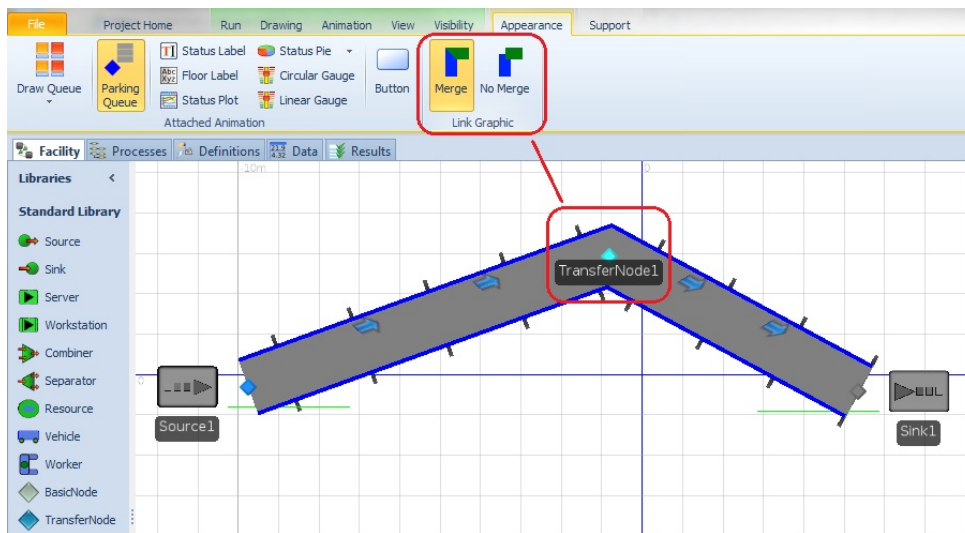 File Project Home Run Drawing Animation View Visibility Appearance Support
Draw Queue
Parking Queue
Abc
Xyz
Status Label
Floor Label
Status Plot
Status Pie
Circular Gauge
Linear Gauge
Button
Merge
No Merge
Attached Animation
Link Graphic
Facility Processes Definitions Data Results
Libraries <
Standard Library
Source
Sink
Server
Workstation
Combiner
Separator
Resource
Vehicle
Worker
BasicNode
TransferNode
10m
0
0
TransferNode1
Source1
Sink1